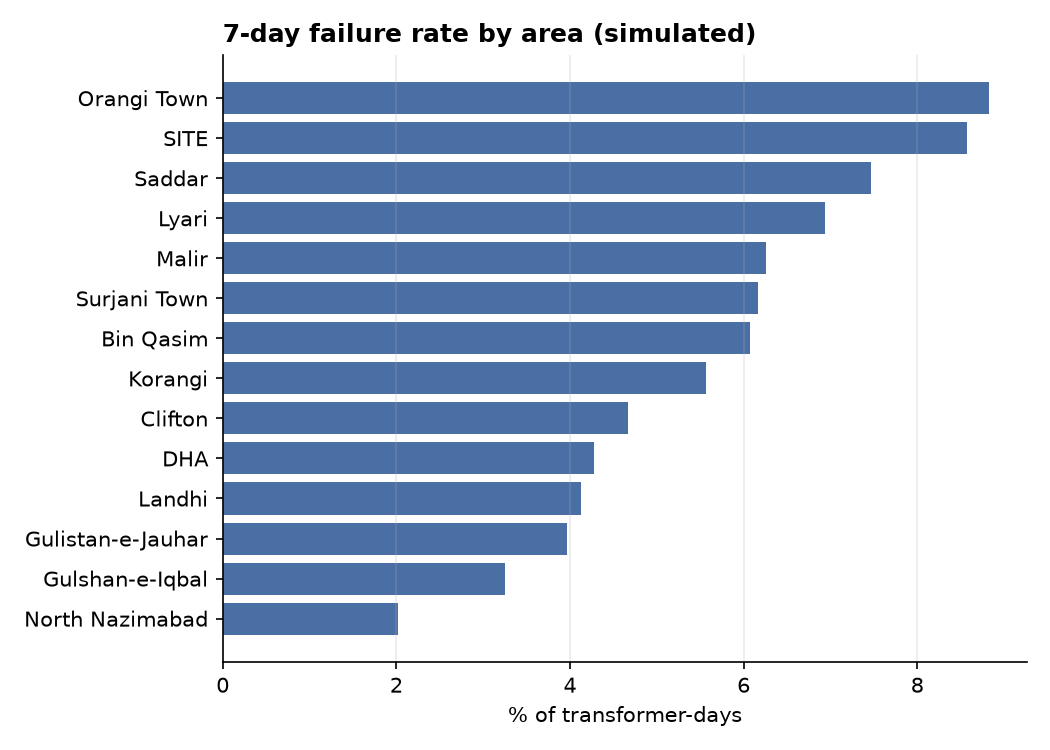 7-day failure rate by area (simulated)
Orangi Town
SITE
Saddar
Lyari
Malir
Surjani Town
Bin Qasim
Korangi
Clifton
DHA
Landhi
Gulistan-e-Jauhar
Gulshan-e-Iqbal
North Nazimabad
0 2 4 6 8
% of transformer-days